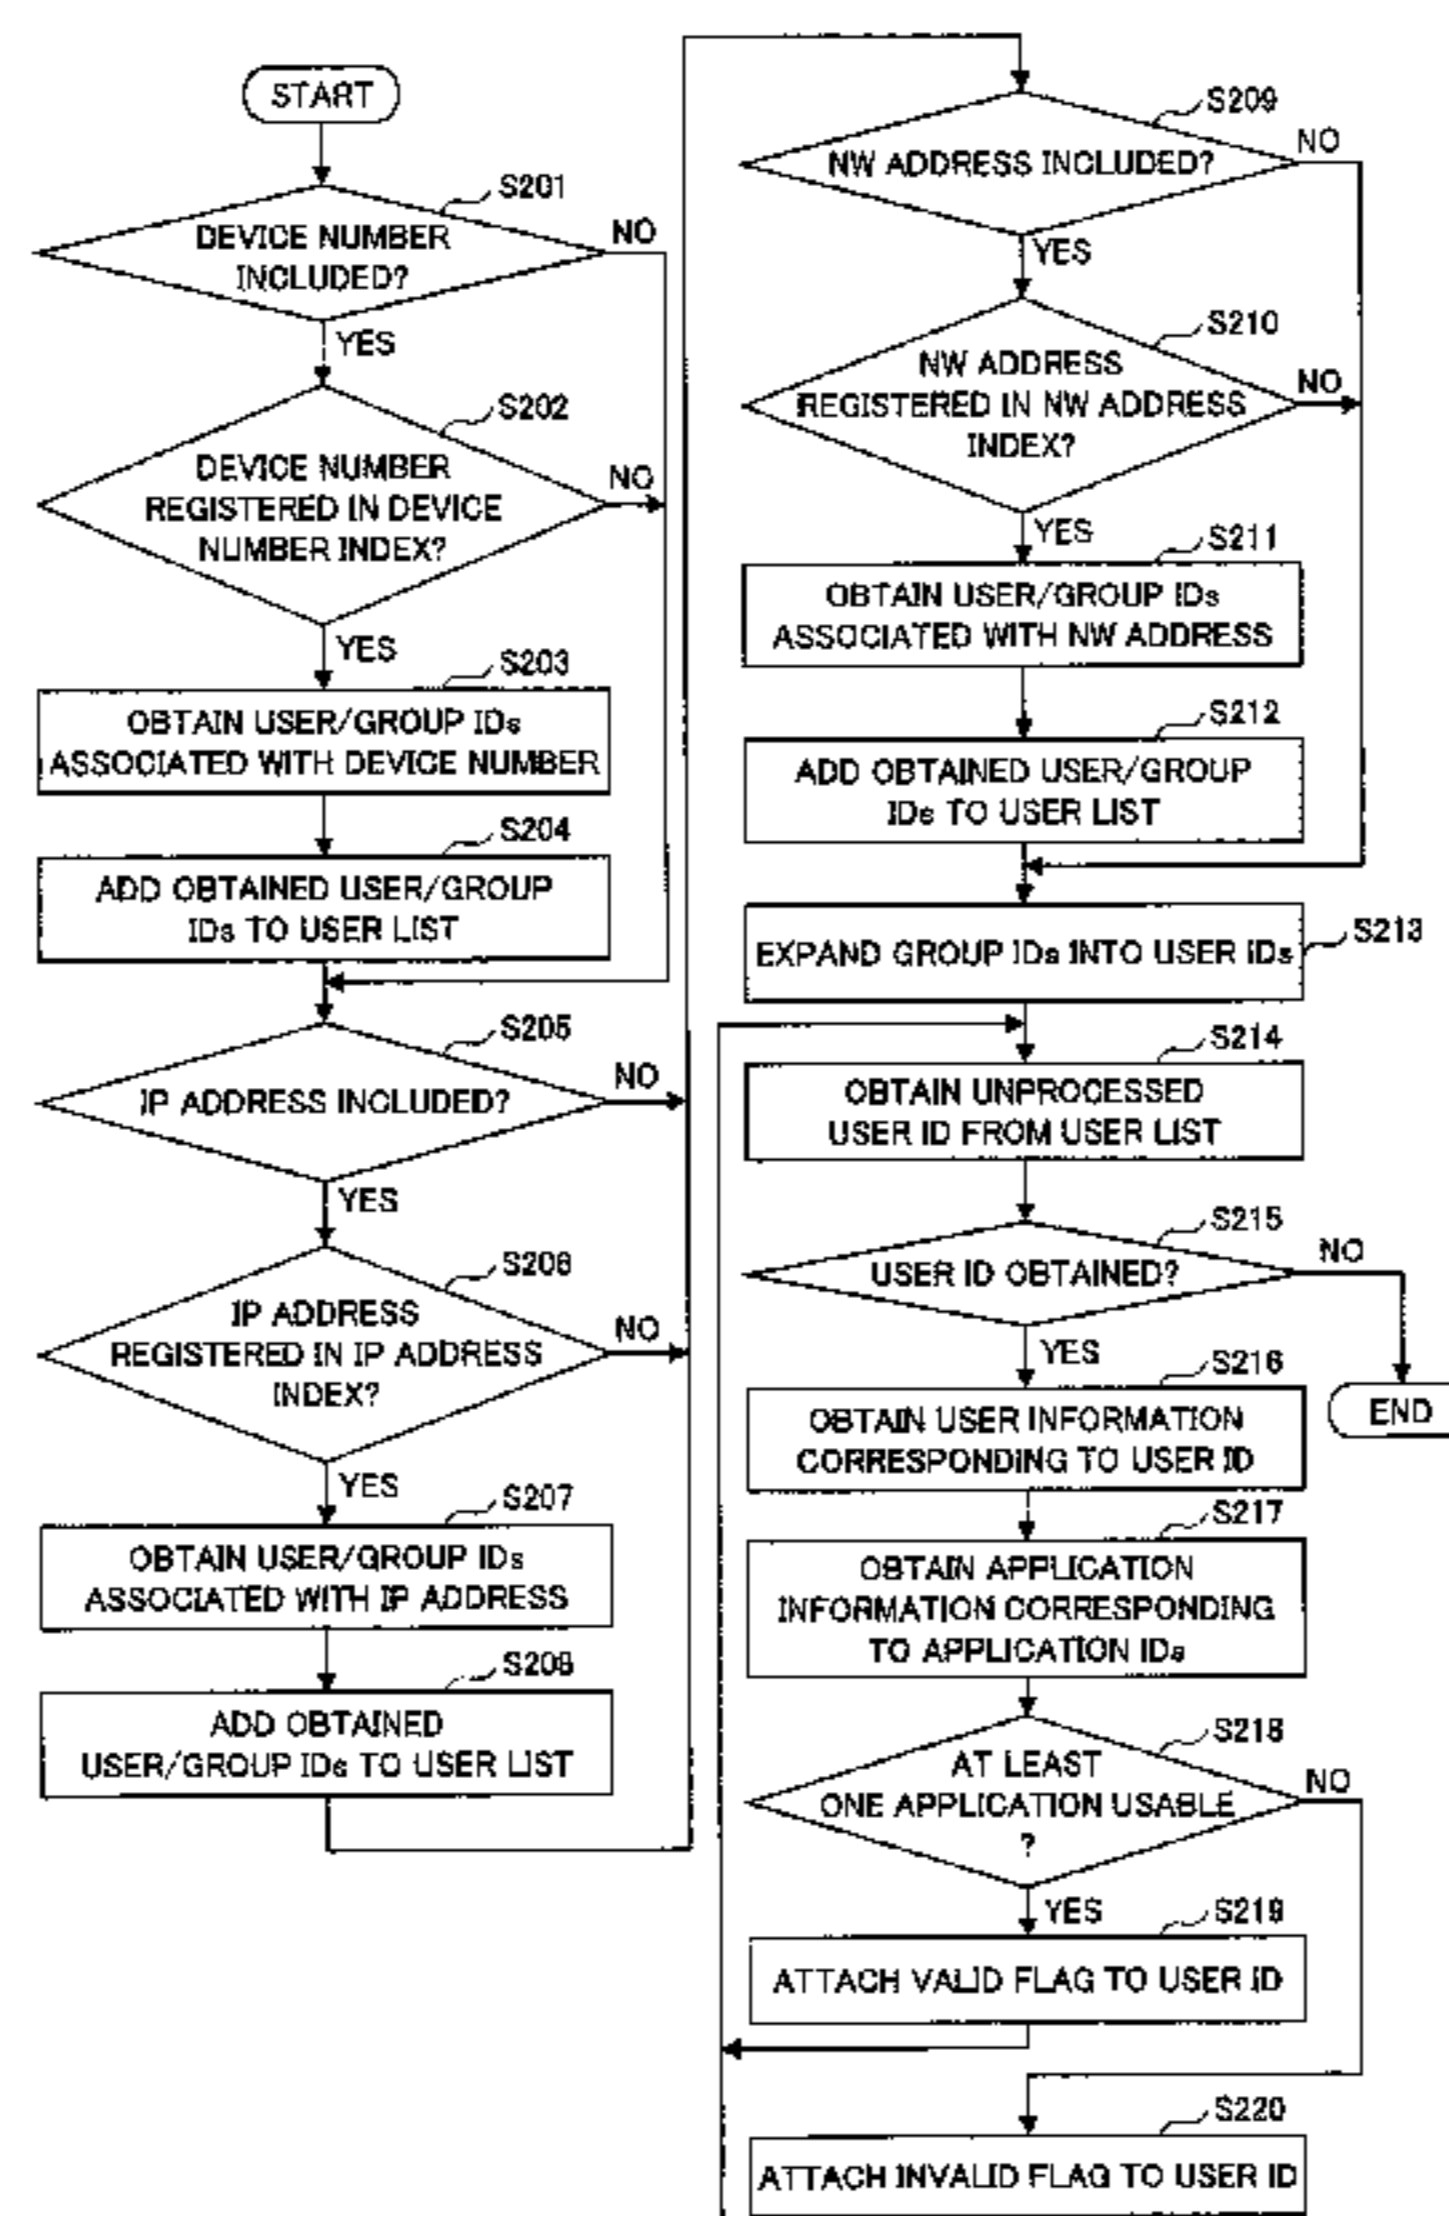 START
S201
DEVICE NUMBER
INCLUDED?
NO
YES
S202
DEVICE NUMBER
REGISTERED IN DEVICE
NUMBER INDEX?
NO
YES
S203
OBTAIN USER/GROUP IDs
ASSOCIATED WITH DEVICE NUMBER
S204
ADD OBTAINED USER/GROUP
IDs TO USER LIST
S205
IP ADDRESS INCLUDED?
NO
YES
S206
IP ADDRESS
REGISTERED IN IP ADDRESS
INDEX?
NO
YES
S207
OBTAIN USER/GROUP IDs
ASSOCIATED WITH IP ADDRESS
S208
ADD OBTAINED
USER/GROUP IDs TO USER LIST
S209
NW ADDRESS INCLUDED?
NO
YES
S210
NW ADDRESS
REGISTERED IN NW ADDRESS
INDEX?
NO
YES
S211
OBTAIN USER/GROUP IDs
ASSOCIATED WITH NW ADDRESS
S212
ADD OBTAINED USER/GROUP
IDs TO USER LIST
S213
EXPAND GROUP IDs INTO USER IDs
S214
OBTAIN UNPROCESSED
USER ID FROM USER LIST
S215
USER ID OBTAINED?
NO
YES
END
S216
OBTAIN USER INFORMATION
CORRESPONDING TO USER ID
S217
OBTAIN APPLICATION
INFORMATION CORRESPONDING
TO APPLICATION IDs
S218
AT LEAST
ONE APPLICATION USABLE
?
NO
YES
S219
ATTACH VALID FLAG TO USER ID
S220
ATTACH INVALID FLAG TO USER ID